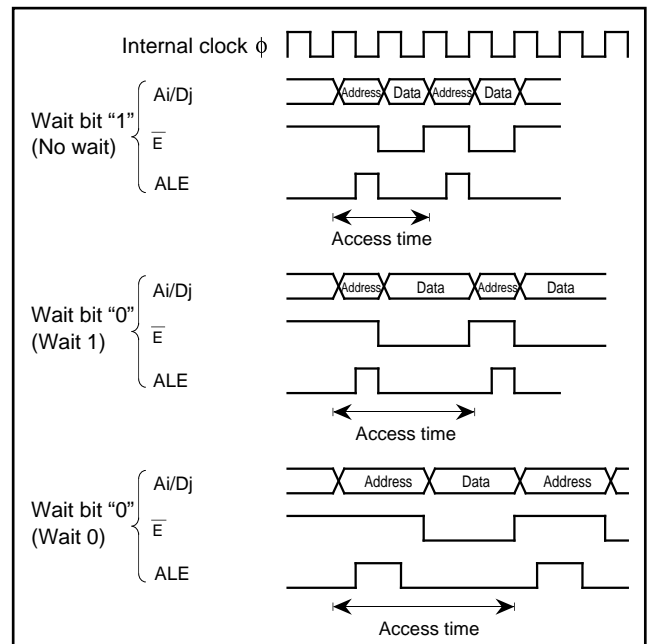 Internal clock ϕ
Ai/Dj
Address Data Address Data
Wait bit “1”
(No wait)
E
ALE
Access time
Ai/Dj
Address Data Address Data
Wait bit “0”
(Wait 1)
E
ALE
Access time
Ai/Dj
Address Data Address
Wait bit “0”
(Wait 0)
E
ALE
Access time